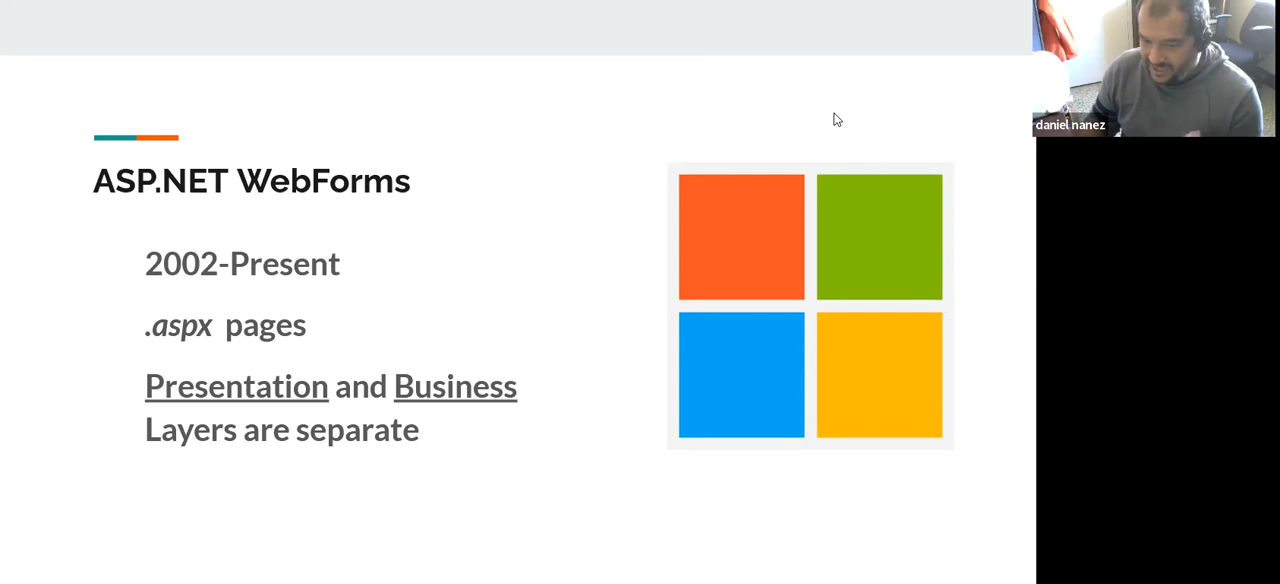 daniel nanez
ASP.NET WebForms
2002-Present
.aspx pages
Presentation and Business
Layers are separate